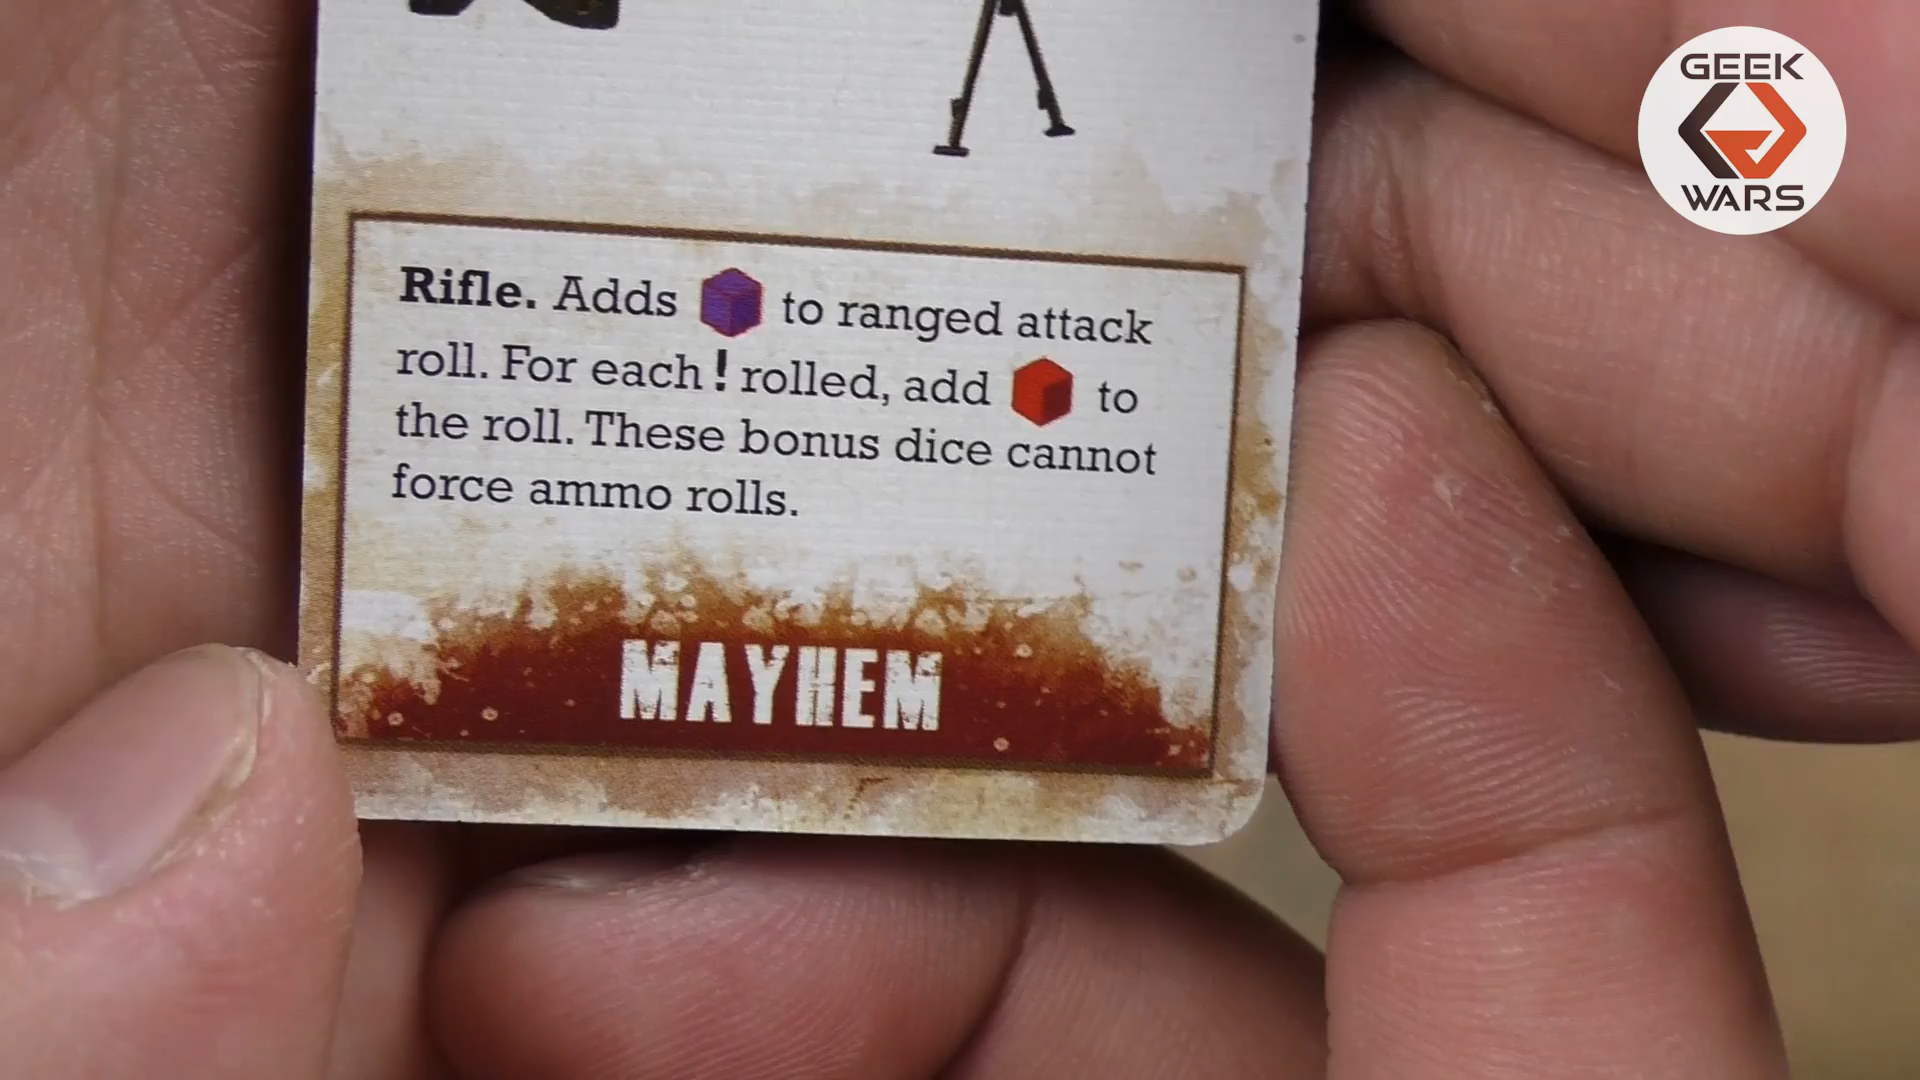 GEEK
WARS
Rifle. Adds to ranged attack
roll. For each ! rolled, add to
the roll. These bonus dice cannot
force ammo rolls.
MAYHEM